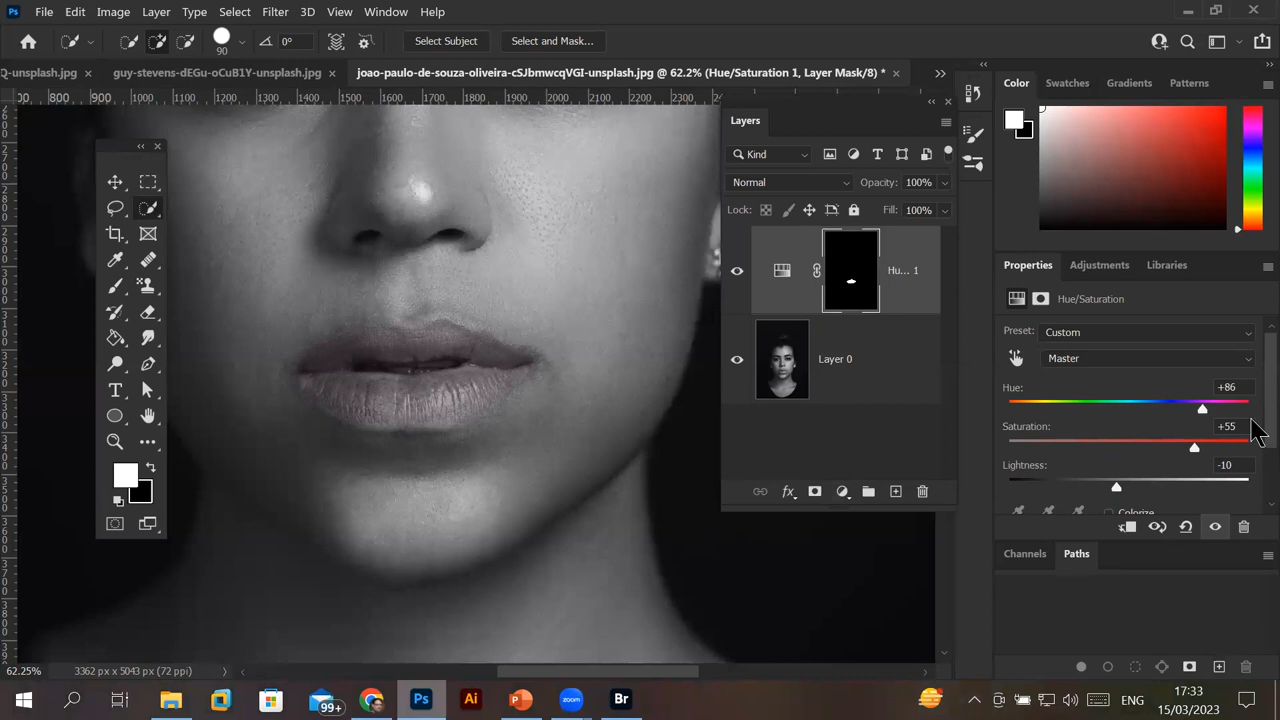 Ps File Edit Image Layer Type Select Filter 3D View Window Help
90 0° Select Subject Select and Mask...
Q-unsplash.jpg × guy-stevens-dEGu-oCuB1Y-unsplash.jpg × joao-paulo-de-souza-oliveira-cSJbmwcqVGI-unsplash.jpg @ 62.2% (Hue/Saturation 1, Layer Mask/8) * ×
800 900 1000 1100 1200 1300 1400 1500 1600 1700 1800 1900 2000 2100 2200 2300
Layers
Kind
Normal Opacity: 100%
Lock: Fill: 100%
Hu... 1
Layer 0
fx
Color Swatches Gradients Patterns
Properties Adjustments Libraries
Hue/Saturation
Preset: Custom
Master
Hue: +86
Saturation: +55
Lightness: -10
Colorize
Channels Paths
62.25% 3362 px x 5043 px (72 ppi)
99+ Ps Ai P Br ENG 17:33
15/03/2023